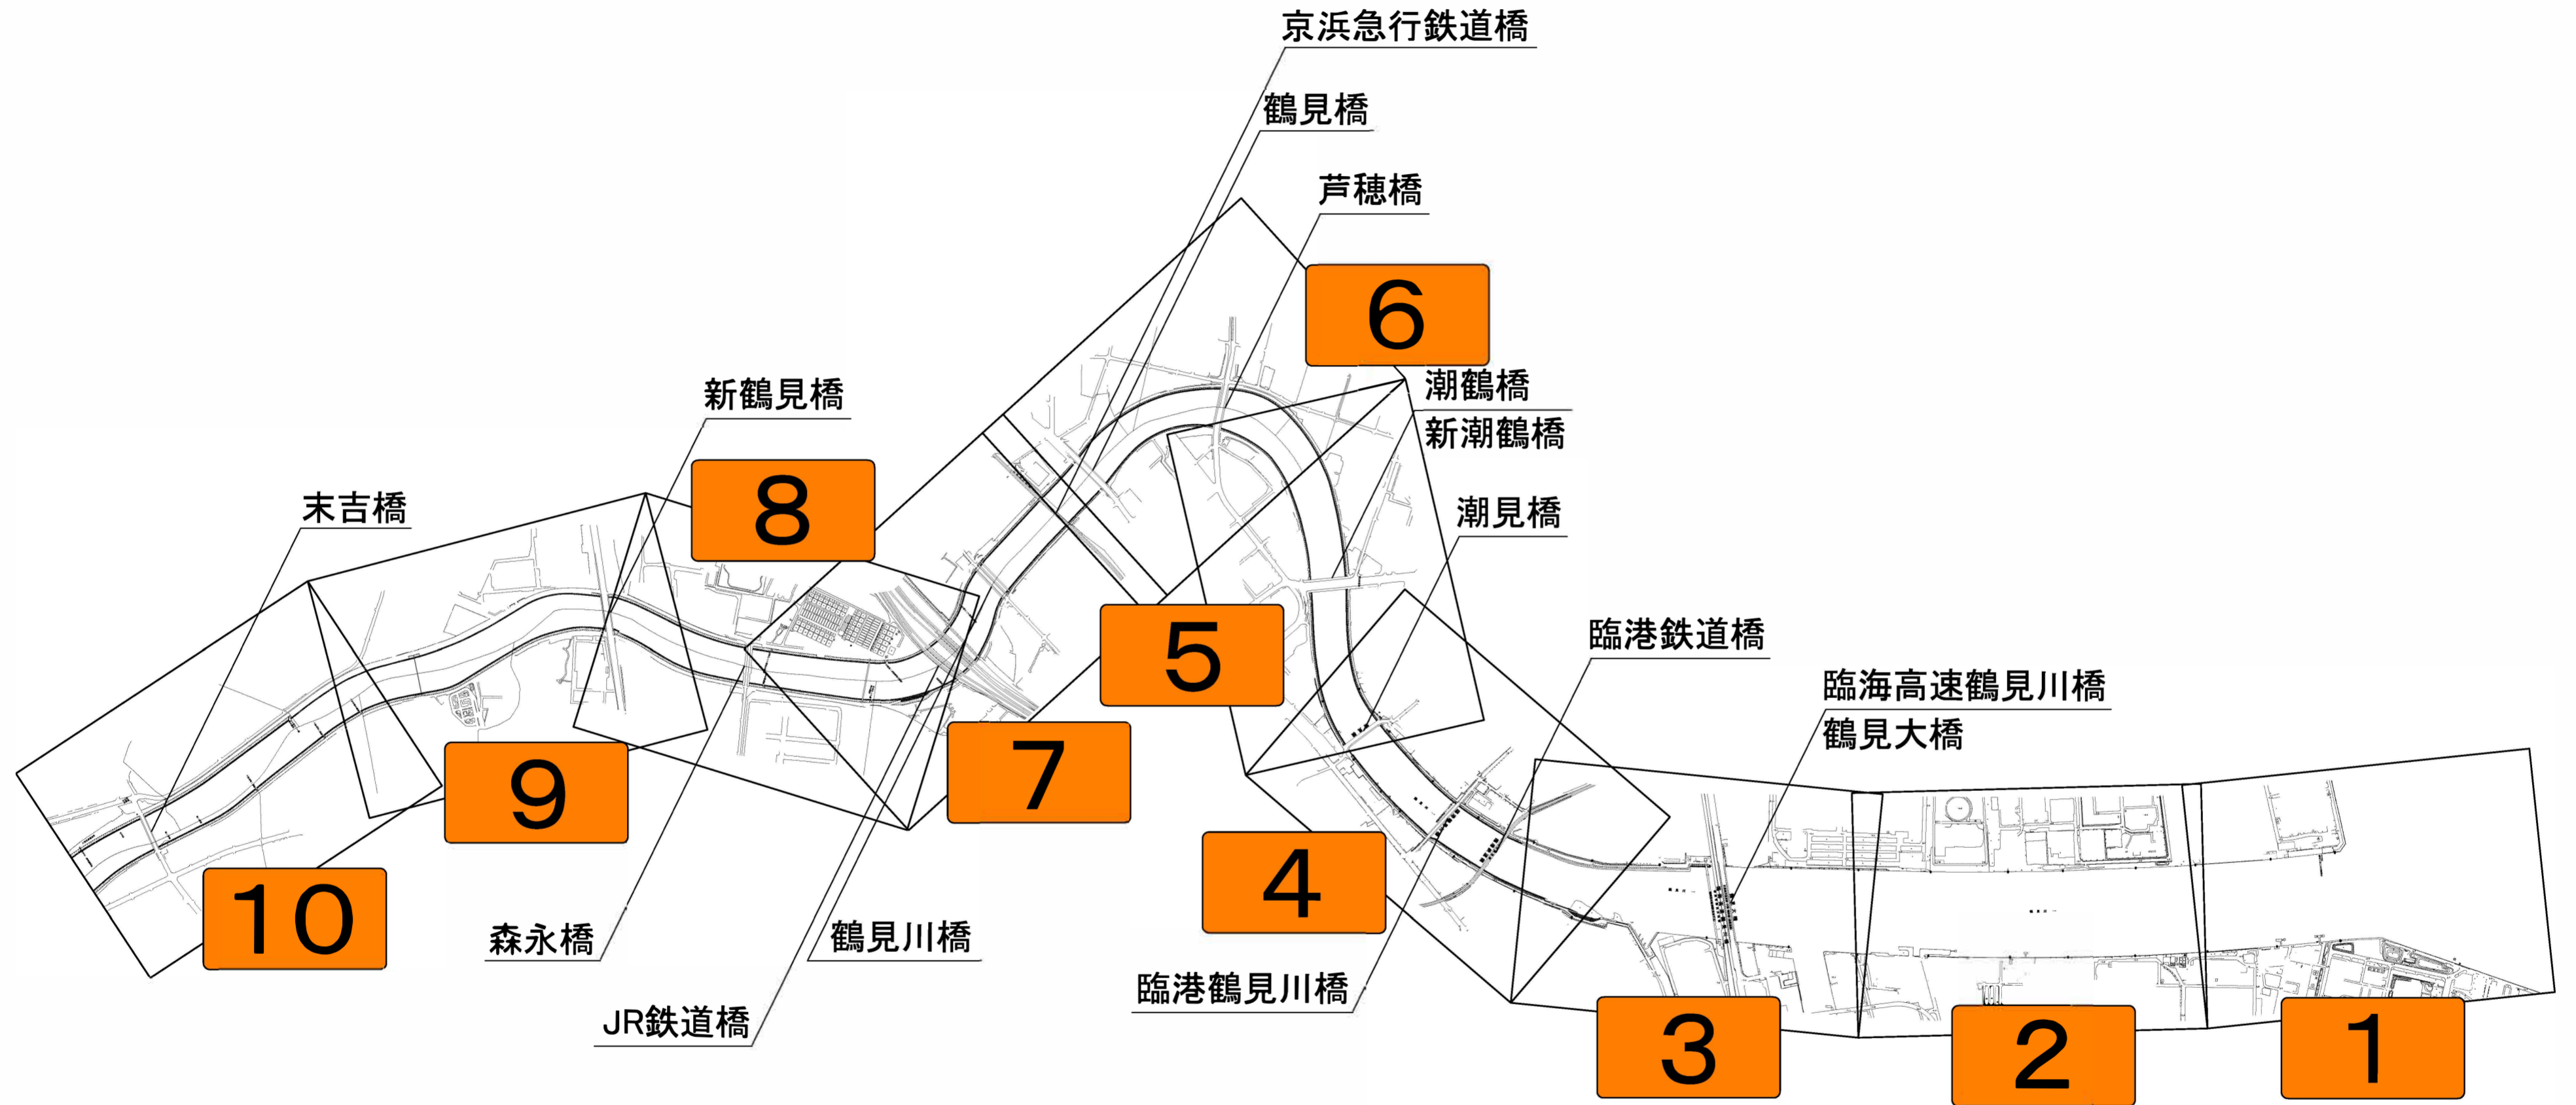 京浜急行鉄道橋
鶴見橋
芦穂橋
6
潮鶴橋
新潮鶴橋
新鶴見橋
8
末吉橋
潮見橋
5
臨港鉄道橋
臨海高速鶴見川橋
鶴見大橋
7
9
4
10
森永橋
鶴見川橋
臨港鶴見川橋
JR鉄道橋
3
2
1